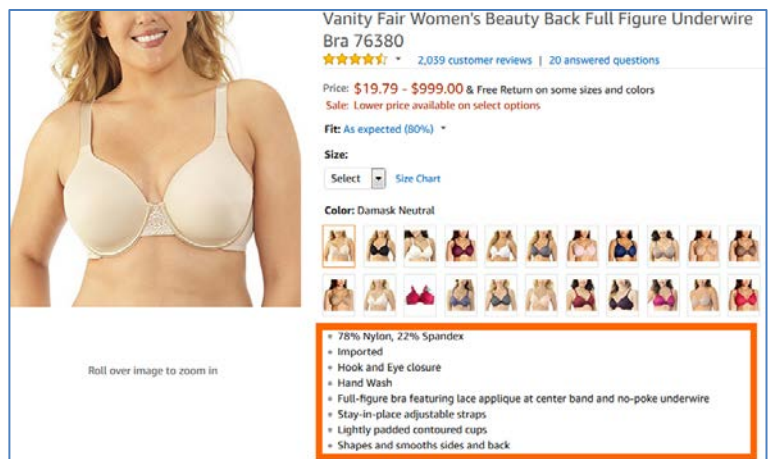 Vanity Fair Women's Beauty Back Full Figure Underwire
Bra 76380
2,039 customer reviews | 20 answered questions
Price: $19.79 - $999.00 & Free Return on some sizes and colors
Sale: Lower price available on select options
Fit: As expected (80%)
Size:
Select Size Chart
Color: Damask Neutral
78% Nylon, 22% Spandex
Imported
Hook and Eye closure
Hand Wash
Full-figure bra featuring lace applique at center band and no-poke underwire
Stay-in-place adjustable straps
Lightly padded contoured cups
Shapes and smooths sides and back
Roll over image to zoom in